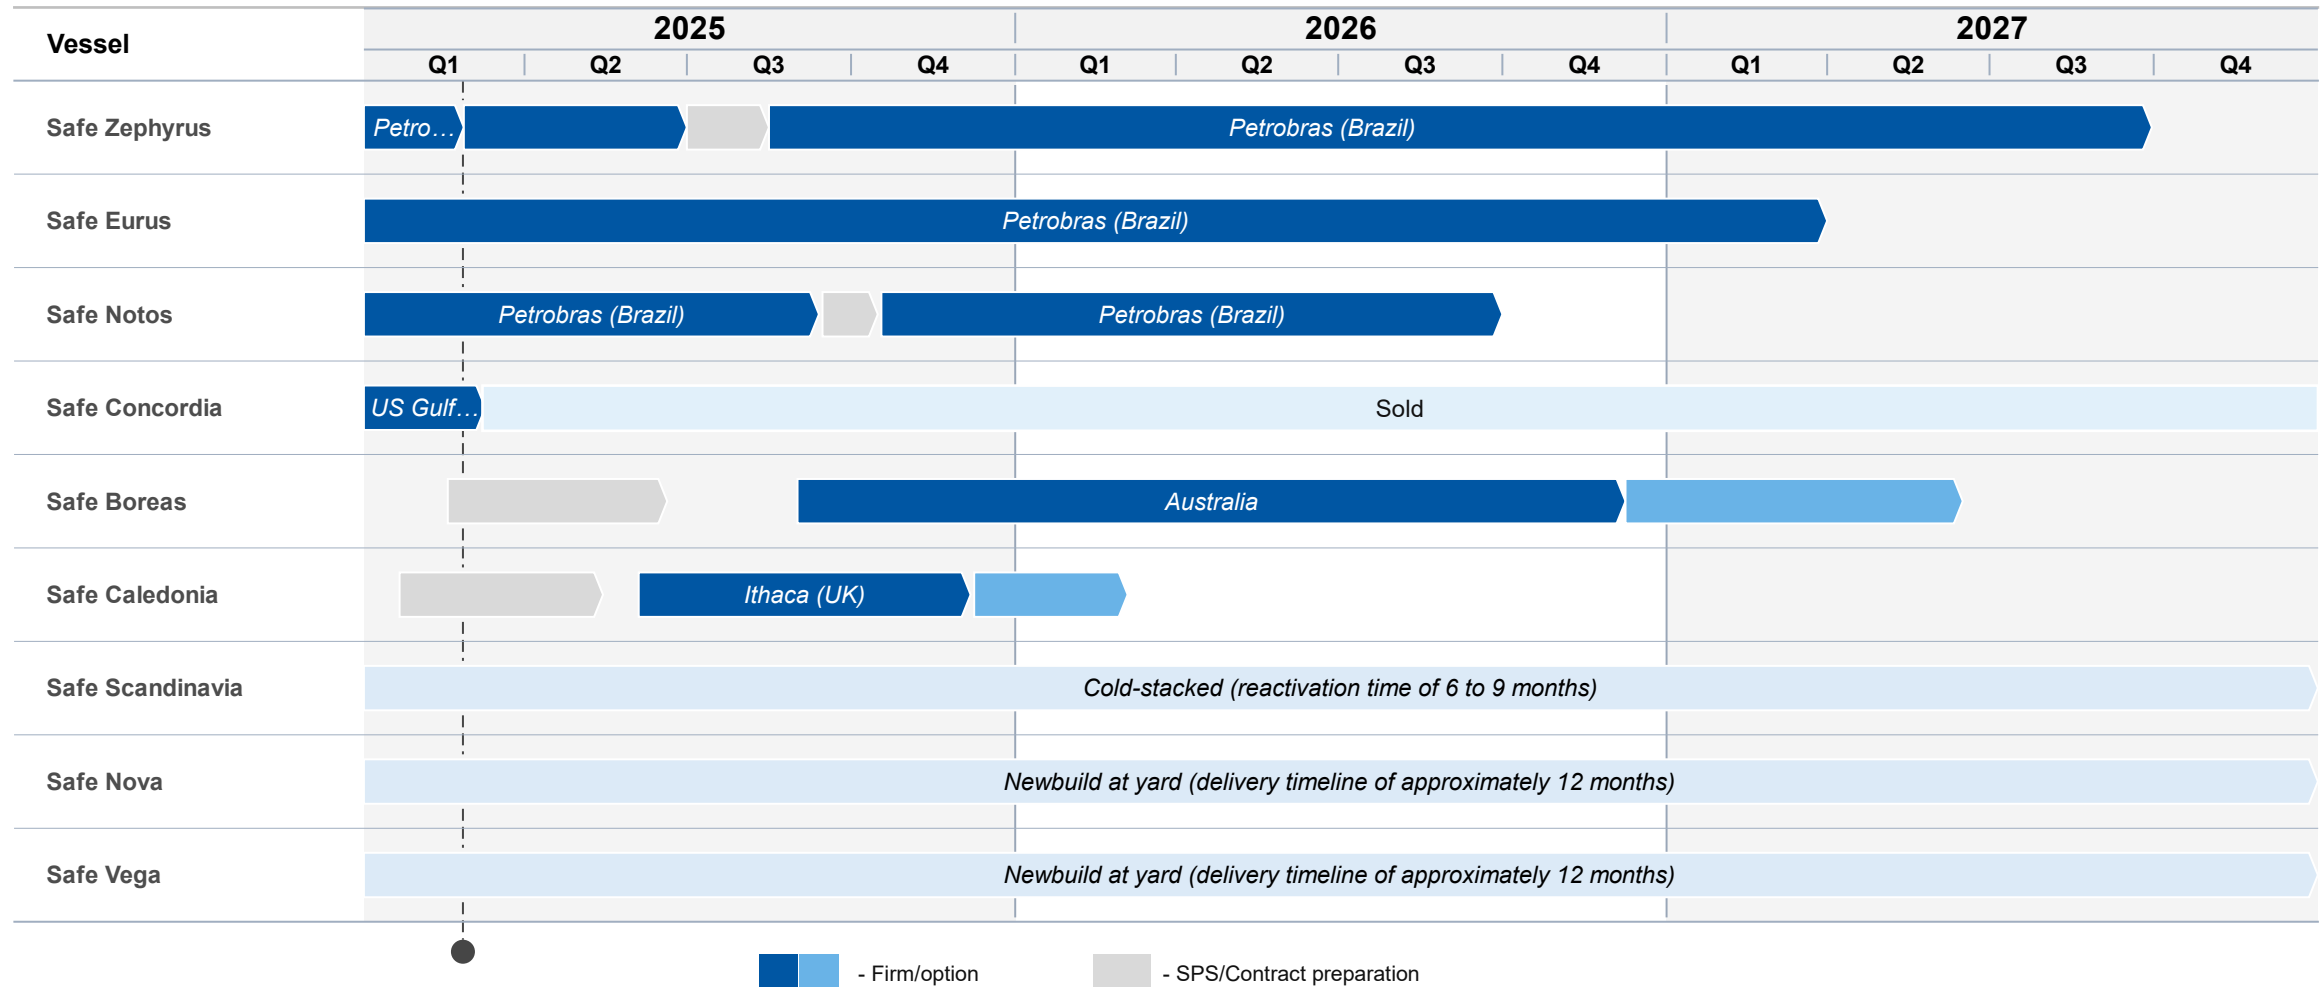 Vessel
2025 2026 2027
Q1 Q2 Q3 Q4 Q1 Q2 Q3 Q4 Q1 Q2 Q3 Q4
Safe Zephyrus Petro… Petrobras (Brazil)
Safe Eurus Petrobras (Brazil)
Safe Notos Petrobras (Brazil) Petrobras (Brazil)
Safe Concordia US Gulf… Sold
Safe Boreas Australia
Safe Caledonia Ithaca (UK)
Safe Scandinavia Cold-stacked (reactivation time of 6 to 9 months)
Safe Nova Newbuild at yard (delivery timeline of approximately 12 months)
Safe Vega Newbuild at yard (delivery timeline of approximately 12 months)
- Firm/option - SPS/Contract preparation